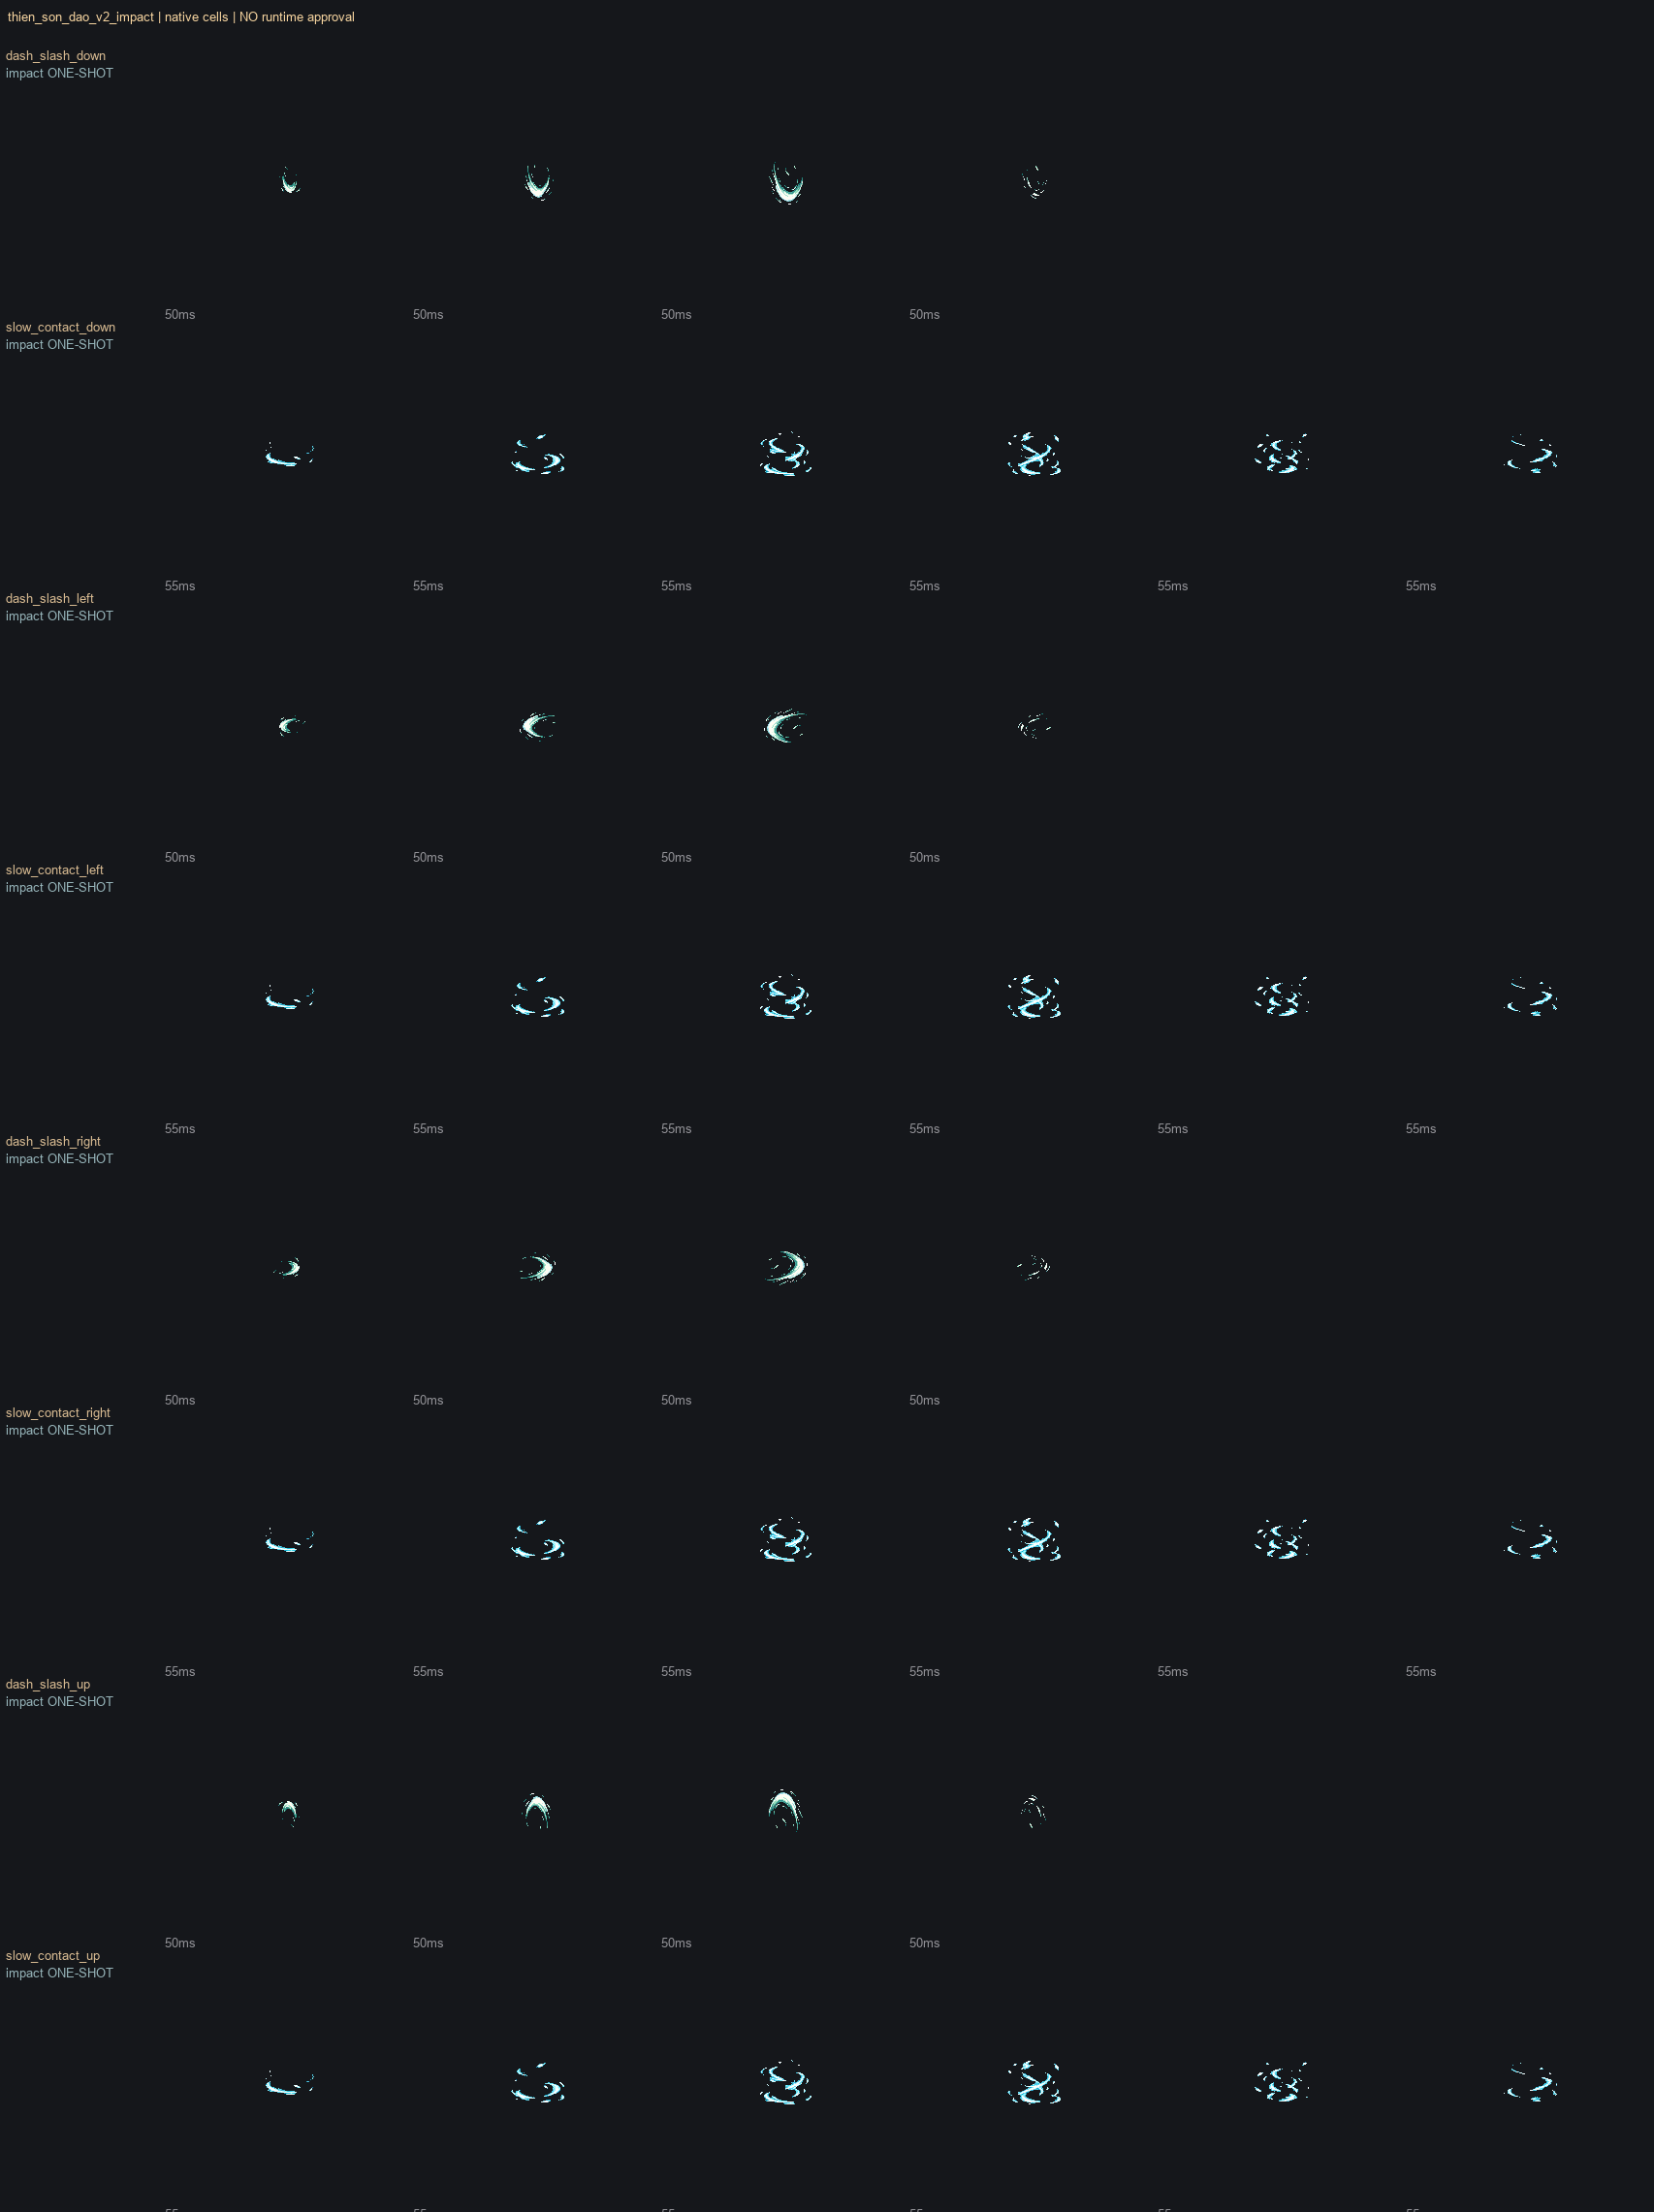 thien_son_dao_v2_impact | native cells | NO runtime approval
dash_slash_down
impact ONE-SHOT
50ms 50ms 50ms 50ms
slow_contact_down
impact ONE-SHOT
55ms 55ms 55ms 55ms 55ms 55ms
dash_slash_left
impact ONE-SHOT
50ms 50ms 50ms 50ms
slow_contact_left
impact ONE-SHOT
55ms 55ms 55ms 55ms 55ms 55ms
dash_slash_right
impact ONE-SHOT
50ms 50ms 50ms 50ms
slow_contact_right
impact ONE-SHOT
55ms 55ms 55ms 55ms 55ms 55ms
dash_slash_up
impact ONE-SHOT
50ms 50ms 50ms 50ms
slow_contact_up
impact ONE-SHOT